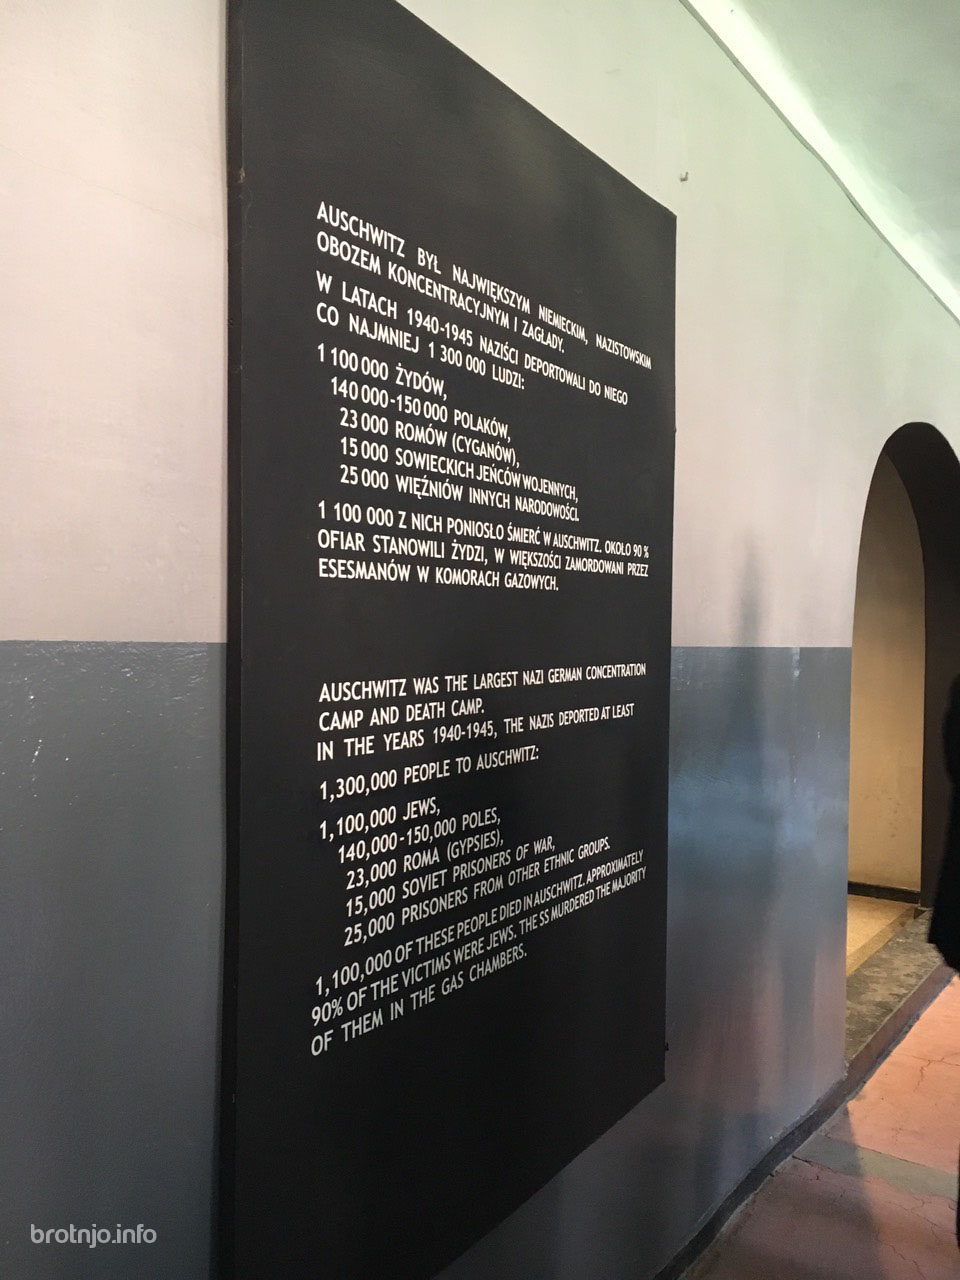 AUSCHWITZ BYŁ NAJWIĘKSZYM NIEMIECKIM, NAZISTOWSKIM
OBOZEM KONCENTRACYJNYM I ZAGŁADY.
W LATACH 1940-1945 NAZIŚCI DEPORTOWALI DO NIEGO
CO NAJMNIEJ 1 300 000 LUDZI:
1 100 000 ŻYDÓW,
140 000-150 000 POLAKÓW,
23 000 ROMÓW (CYGANÓW),
15 000 SOWIECKICH JEŃCÓW WOJENNYCH,
25 000 WIĘŹNIÓW INNYCH NARODOWOŚCI.
1 100 000 Z NICH PONIOSŁO ŚMIERĆ W AUSCHWITZ. OKOŁO 90 %
OFIAR STANOWILI ŻYDZI, W WIĘKSZOŚCI ZAMORDOWANI PRZEZ
ESESMANÓW W KOMORACH GAZOWYCH.
AUSCHWITZ WAS THE LARGEST NAZI GERMAN CONCENTRATION
CAMP AND DEATH CAMP.
IN THE YEARS 1940-1945, THE NAZIS DEPORTED AT LEAST
1,300,000 PEOPLE TO AUSCHWITZ:
1,100,000 JEWS,
140,000-150,000 POLES,
23,000 ROMA (GYPSIES),
15,000 SOVIET PRISONERS OF WAR,
25,000 PRISONERS FROM OTHER ETHNIC GROUPS.
1,100,000 OF THESE PEOPLE DIED IN AUSCHWITZ. APPROXIMATELY
90% OF THE VICTIMS WERE JEWS. THE SS MURDERED THE MAJORITY
OF THEM IN THE GAS CHAMBERS.
brotnjo.info